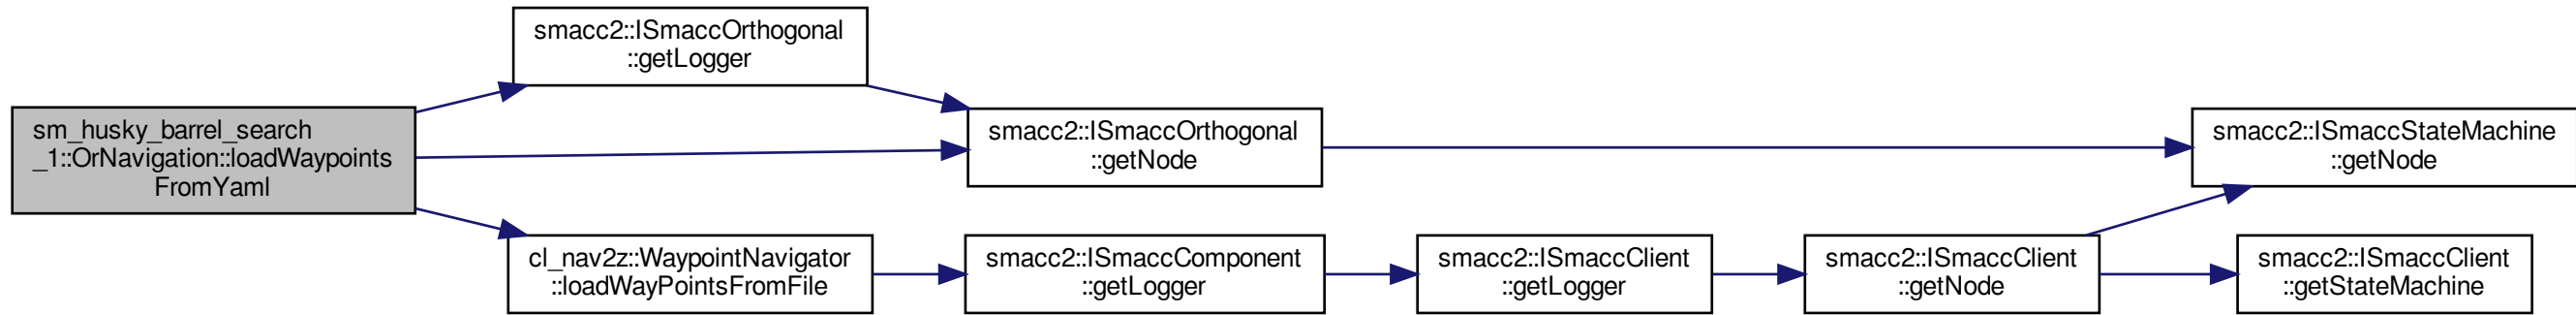 smacc2::ISmaccOrthogonal
::getLogger
sm_husky_barrel_search
_1::OrNavigation::loadWaypoints
FromYaml
smacc2::ISmaccOrthogonal
::getNode
smacc2::ISmaccStateMachine
::getNode
cl_nav2z::WaypointNavigator
::loadWayPointsFromFile
smacc2::ISmaccComponent
::getLogger
smacc2::ISmaccClient
::getLogger
smacc2::ISmaccClient
::getNode
smacc2::ISmaccClient
::getStateMachine